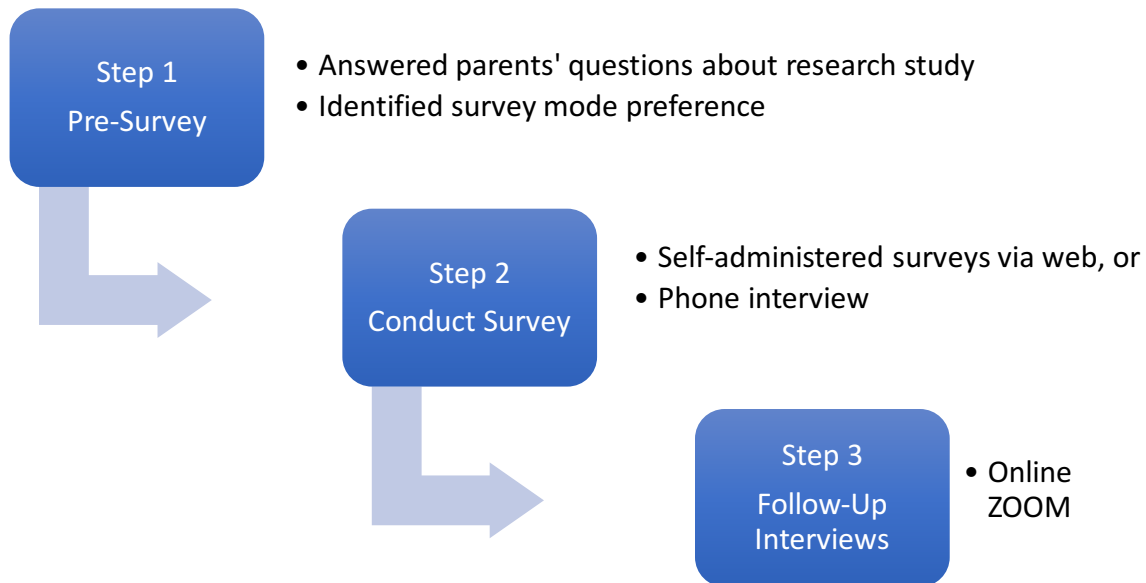 Step 1
Pre-Survey
• Answered parents' questions about research study
• Identified survey mode preference
Step 2
Conduct Survey
• Self-administered surveys via web, or
• Phone interview
Step 3
Follow-Up
Interviews
• Online
ZOOM